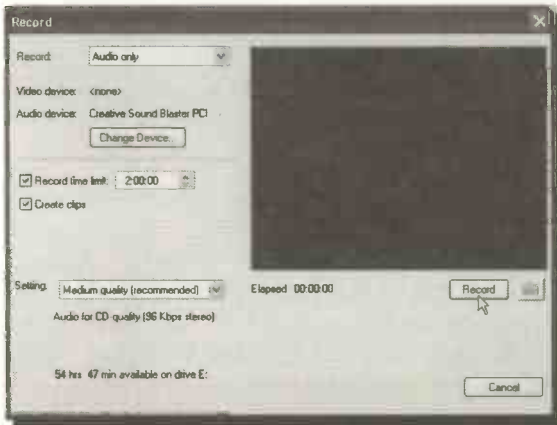 Record
Record: Audio only
Video device: <none>
Audio device: Creative Sound Blaster PCI
Change Device...
Record time limit: 2:00:00
Create clips
Setting: Medium quality (recommended)
Elapsed 00:00:00
Record
Audio for CD-quality (96 Kbps stereo)
54 hrs 47 min available on drive E:
Cancel